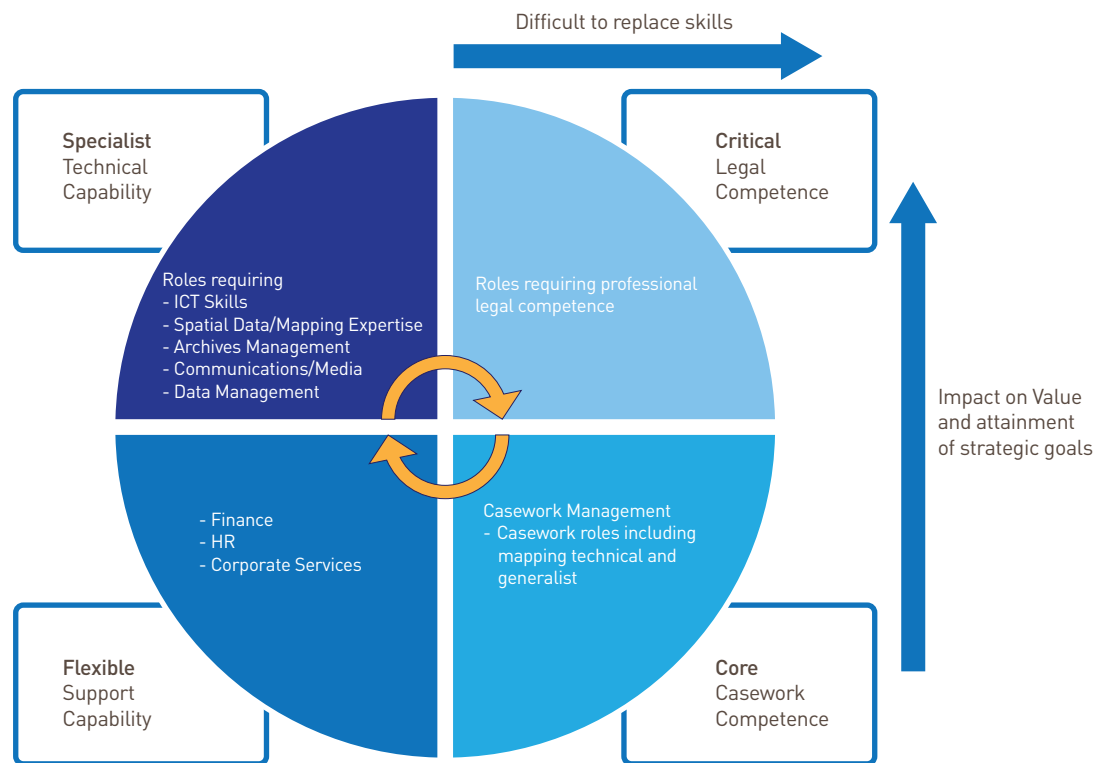 Difficult to replace skills
Specialist
Technical
Capability
Critical
Legal
Competence
Roles requiring
- ICT Skills
- Spatial Data/Mapping Expertise
- Archives Management
- Communications/Media
- Data Management
Roles requiring professional
legal competence
Impact on Value
and attainment
of strategic goals
- Finance
- HR
- Corporate Services
Casework Management
- Casework roles including
mapping technical and
generalist
Flexible
Support
Capability
Core
Casework
Competence